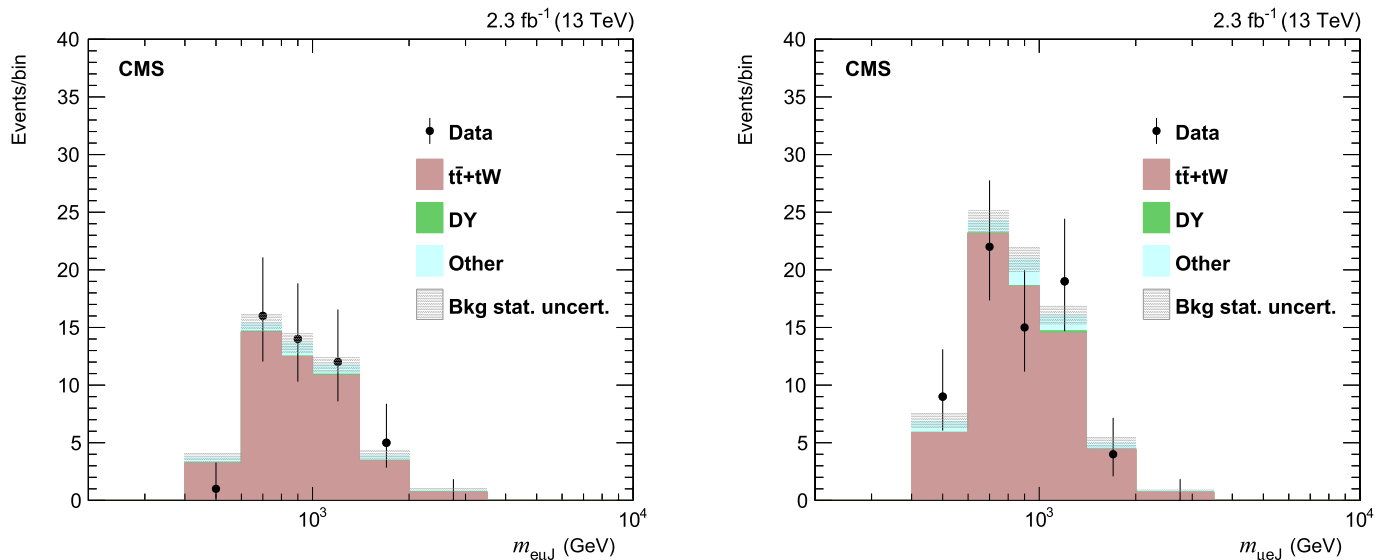 2.3 fb⁻¹ (13 TeV)
CMS
Events/bin
40
35
30
25
20
15
10
5
0
Data
tt̄+tW
DY
Other
Bkg stat. uncert.
10³
10⁴
m_eμJ (GeV)
2.3 fb⁻¹ (13 TeV)
CMS
Events/bin
40
35
30
25
20
15
10
5
0
Data
tt̄+tW
DY
Other
Bkg stat. uncert.
10³
10⁴
m_μeJ (GeV)